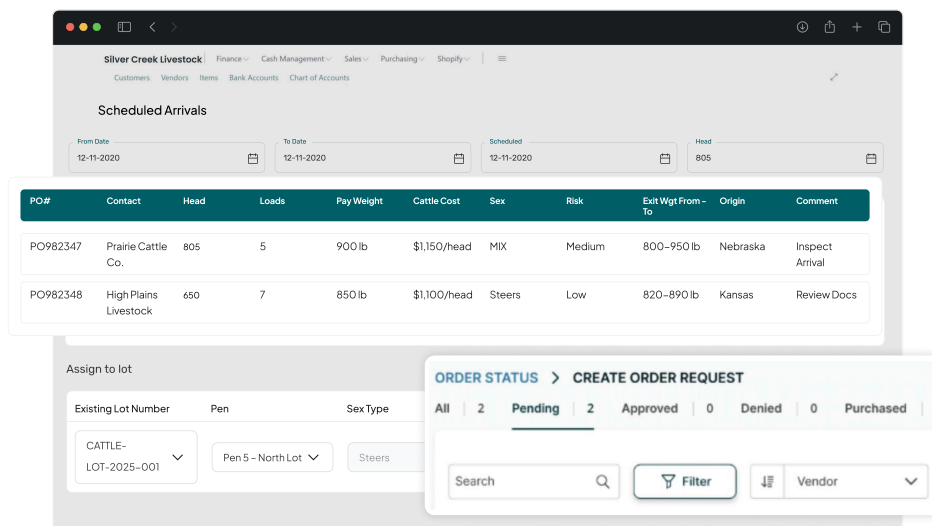 Silver Creek Livestock Finance Cash Management Sales Purchasing Shopify
Customers Vendors Items Bank Accounts Chart of Accounts
Scheduled Arrivals
From Date To Date Scheduled Head
12-11-2020 12-11-2020 12-11-2020 805
PO# Contact Head Loads Pay Weight Cattle Cost Sex Risk Exit Wgt From – To Origin Comment
PO982347 Prairie Cattle Co. 805 5 900 lb $1,150/head MIX Medium 800–950 lb Nebraska Inspect Arrival
PO982348 High Plains Livestock 650 7 850 lb $1,100/head Steers Low 820–890 lb Kansas Review Docs
Assign to lot
Existing Lot Number Pen Sex Type
CATTLE-
LOT-2025-001
Pen 5 – North Lot Steers
ORDER STATUS > CREATE ORDER REQUEST
All 2 Pending 2 Approved 0 Denied 0 Purchased
Search Filter Vendor